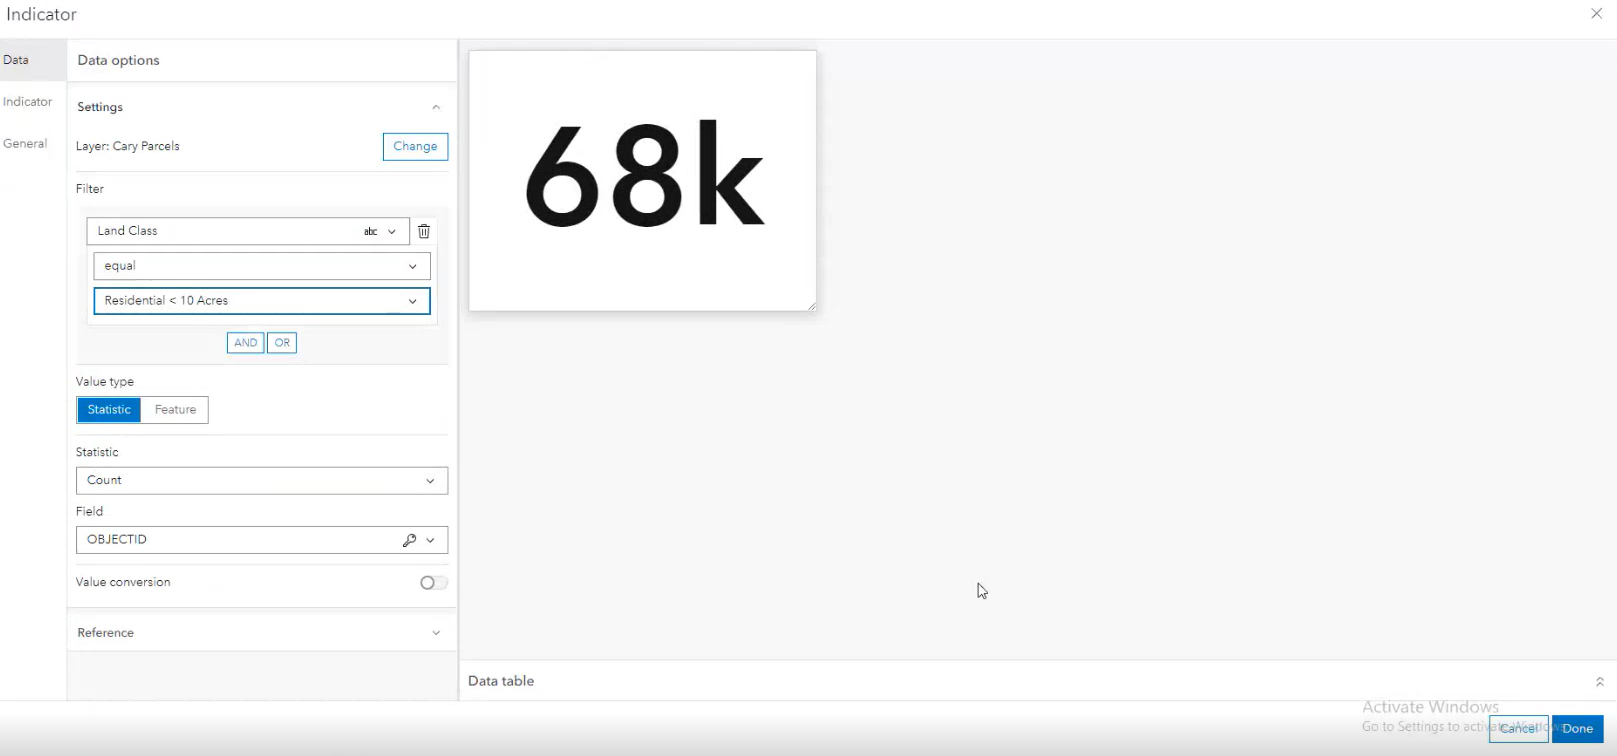 Indicator
Data
Indicator
General
Data options
Settings
Layer: Cary Parcels
Change
Filter
Land Class
abc
equal
Residential < 10 Acres
AND OR
Value type
Statistic Feature
Statistic
Count
Field
OBJECTID
Value conversion
Reference
68k
Data table
Activate Windows
Go to Settings to activate Windows.
Cancel
Done